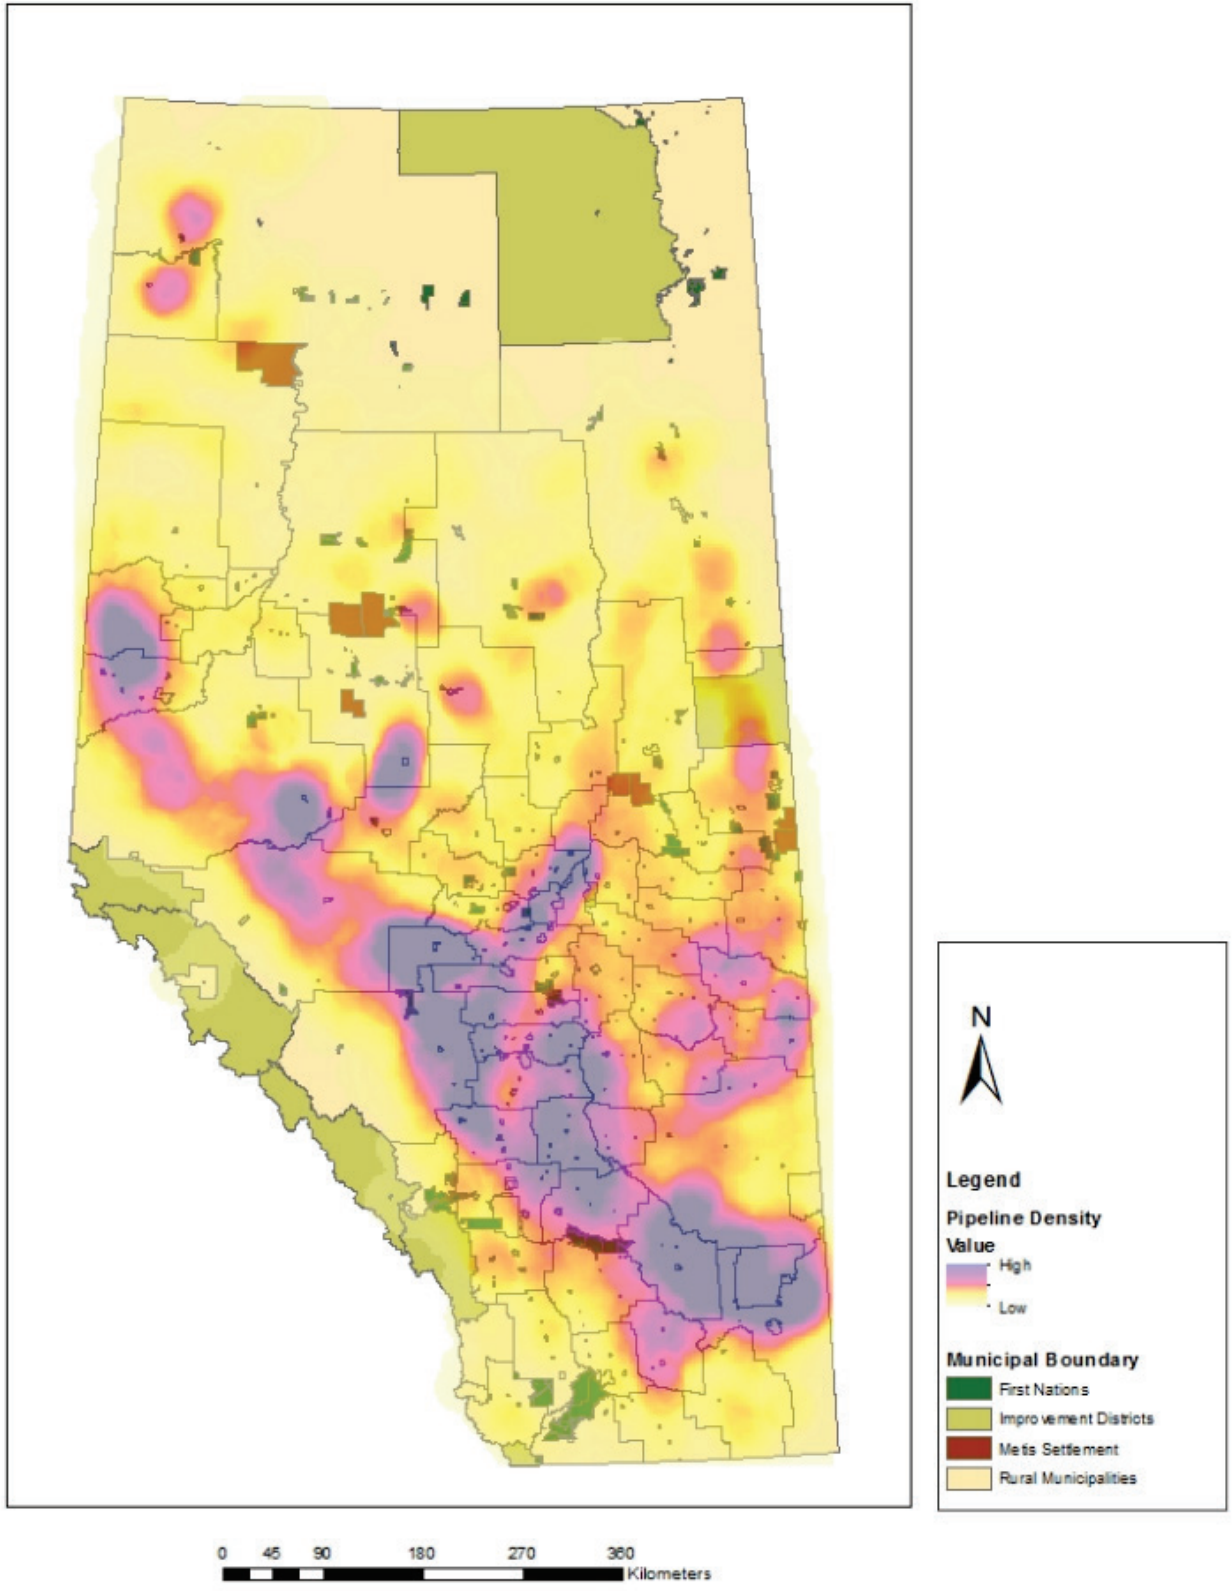 N
Legend
Pipeline Density
Value
High
Low
Municipal Boundary
First Nations
Improvement Districts
Metis Settlement
Rural Municipalities
0 45 90 180 270 360
Kilometers